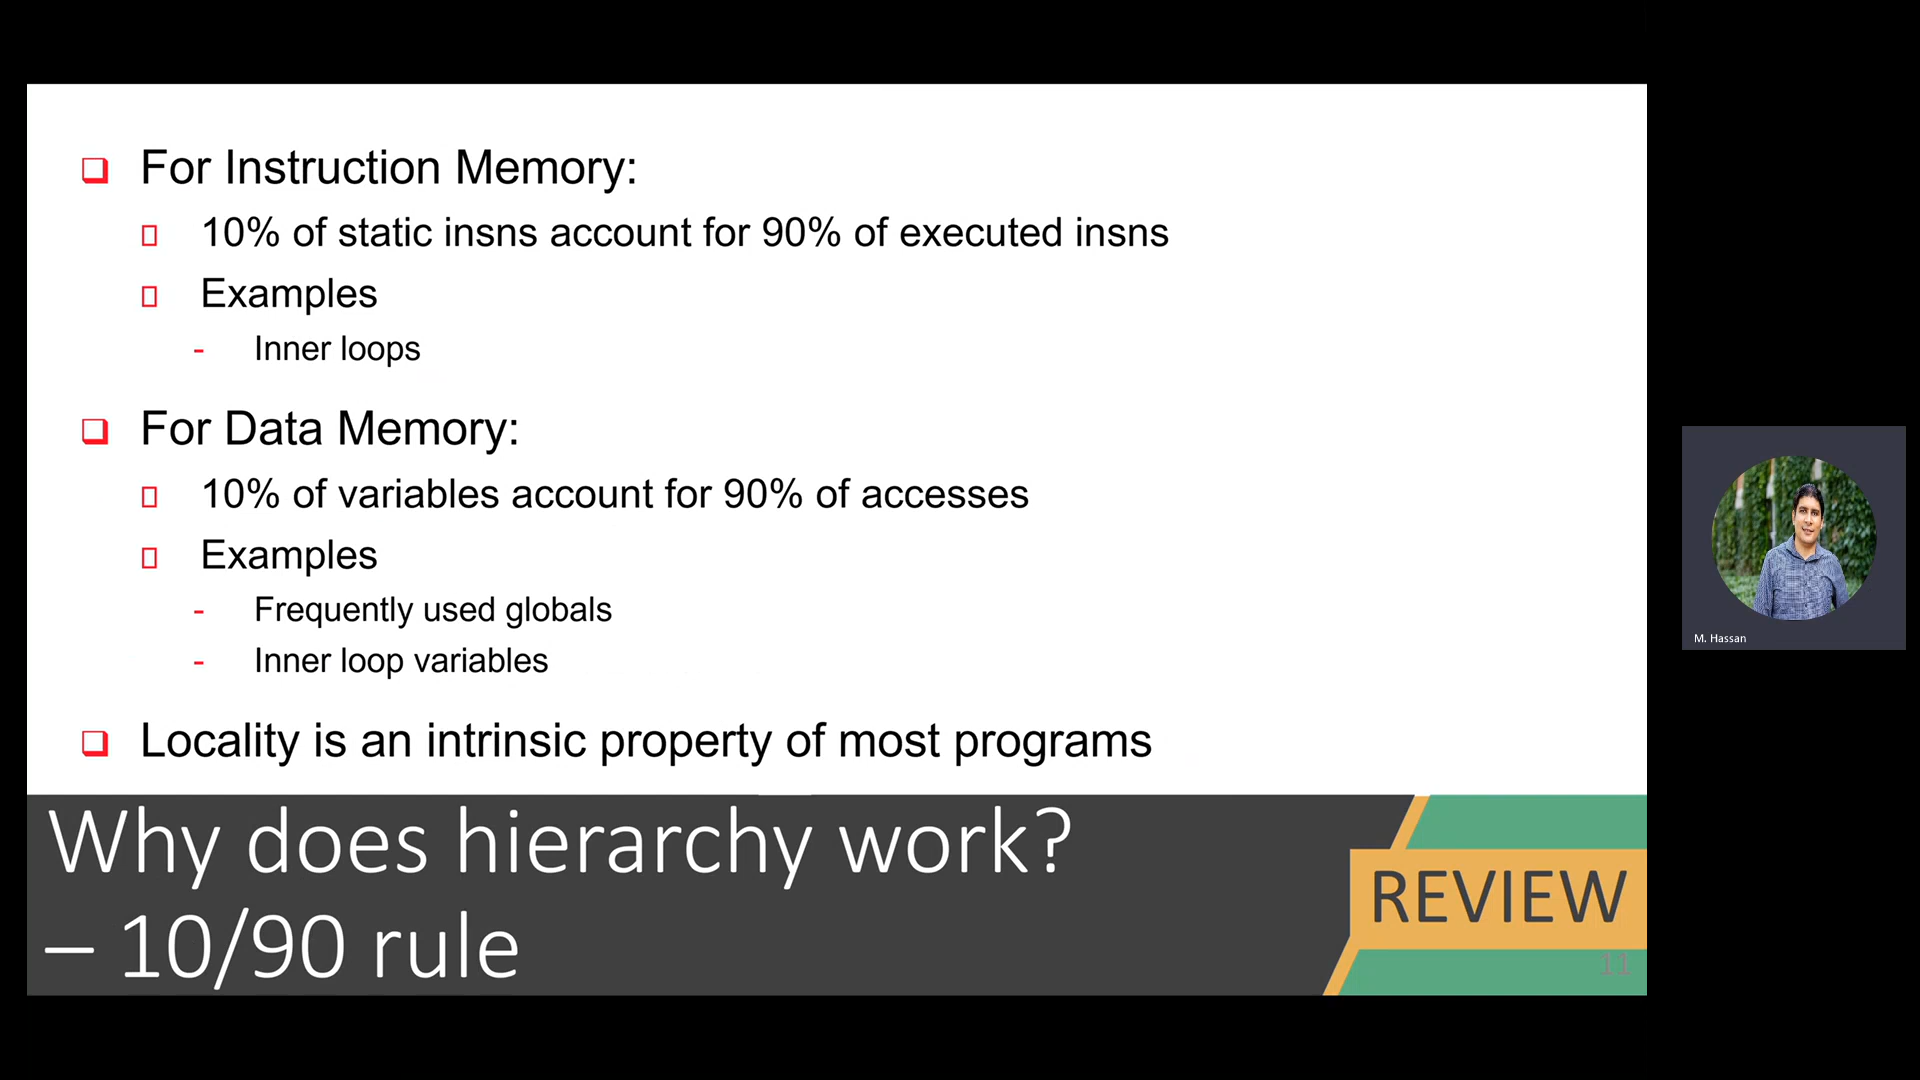 For Instruction Memory:
10% of static insns account for 90% of executed insns
Examples
- Inner loops
For Data Memory:
10% of variables account for 90% of accesses
Examples
- Frequently used globals
- Inner loop variables
Locality is an intrinsic property of most programs
Why does hierarchy work?
– 10/90 rule
REVIEW
11
M. Hassan